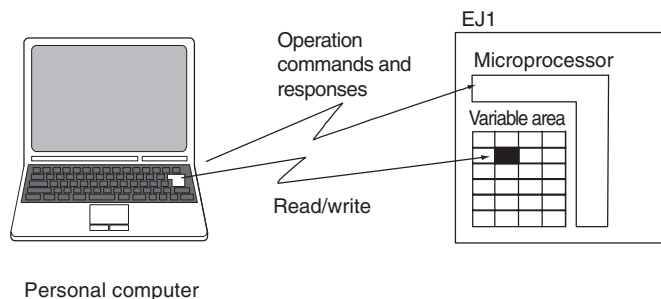 EJ1
Operation
commands and
responses
Microprocessor
Variable area
Read/write
Personal computer